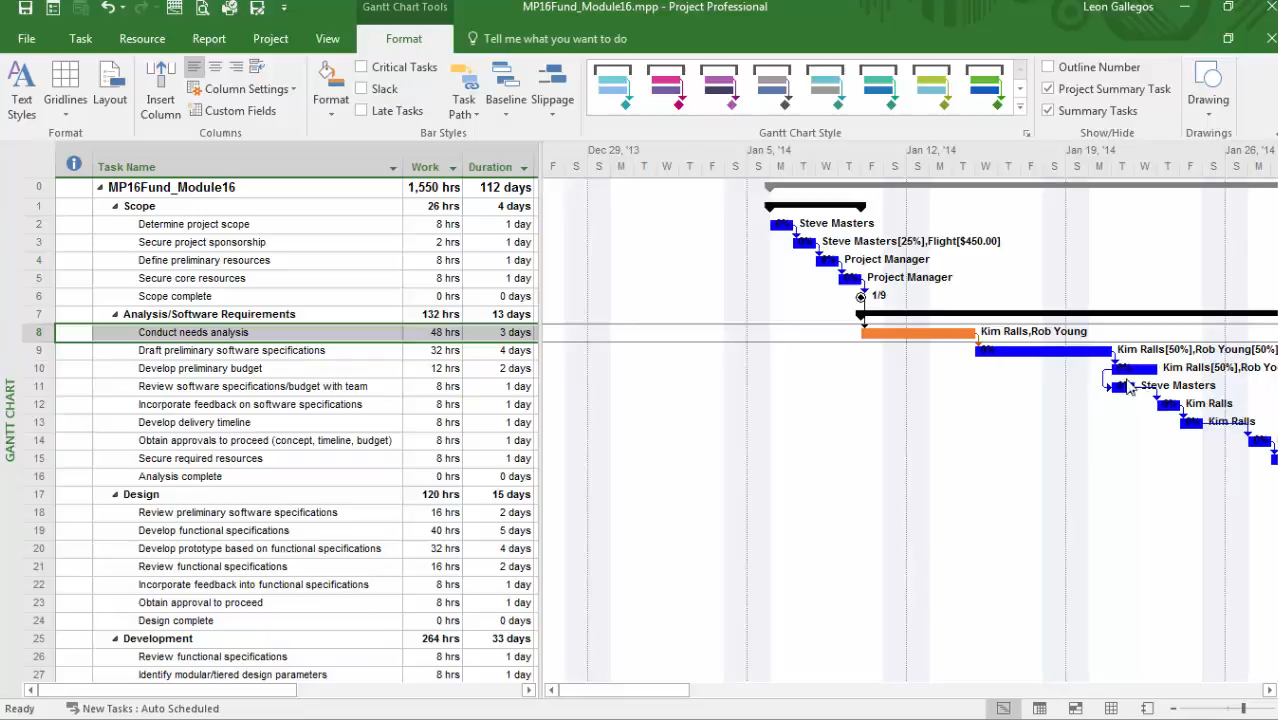 MP16Fund_Module16.mpp - Project Professional
Gantt Chart Tools
Leon Gallegos
File Task Resource Report Project View Format Tell me what you want to do
Text Styles
Gridlines
Layout
Format
Insert Column
Column Settings
Custom Fields
Columns
Format
Critical Tasks
Slack
Late Tasks
Task Path
Baseline
Slippage
Bar Styles
Gantt Chart Style
Outline Number
Project Summary Task
Summary Tasks
Show/Hide
Drawing
Drawings
Dec 29, '13 Jan 5, '14 Jan 12, '14 Jan 19, '14 Jan 26, '14
Task Name Work Duration F S S M T W T F S S M T W T F S S M T W T F S S M T W T F S S M
0 MP16Fund_Module16 1,550 hrs 112 days
1 Scope 26 hrs 4 days
2 Determine project scope 8 hrs 1 day 0% Steve Masters
3 Secure project sponsorship 2 hrs 1 day 0% Steve Masters[25%],Flight[$450.00]
4 Define preliminary resources 8 hrs 1 day 0% Project Manager
5 Secure core resources 8 hrs 1 day 0% Project Manager
6 Scope complete 0 hrs 0 days 1/9
7 Analysis/Software Requirements 132 hrs 13 days
8 Conduct needs analysis 48 hrs 3 days Kim Ralls,Rob Young
9 Draft preliminary software specifications 32 hrs 4 days 0% Kim Ralls[50%],Rob Young[50%]
10 Develop preliminary budget 12 hrs 2 days 0% Kim Ralls[50%],Rob Yo
11 Review software specifications/budget with team 8 hrs 1 day Steve Masters
12 Incorporate feedback on software specifications 8 hrs 1 day 0% Kim Ralls
13 Develop delivery timeline 8 hrs 1 day 0% Kim Ralls
14 Obtain approvals to proceed (concept, timeline, budget) 8 hrs 1 day 0%
15 Secure required resources 8 hrs 1 day
16 Analysis complete 0 hrs 0 days
17 Design 120 hrs 15 days
18 Review preliminary software specifications 16 hrs 2 days
19 Develop functional specifications 40 hrs 5 days
20 Develop prototype based on functional specifications 32 hrs 4 days
21 Review functional specifications 16 hrs 2 days
22 Incorporate feedback into functional specifications 8 hrs 1 day
23 Obtain approval to proceed 8 hrs 1 day
24 Design complete 0 hrs 0 days
25 Development 264 hrs 33 days
26 Review functional specifications 8 hrs 1 day
27 Identify modular/tiered design parameters 8 hrs 1 day
GANTT CHART
Ready New Tasks : Auto Scheduled